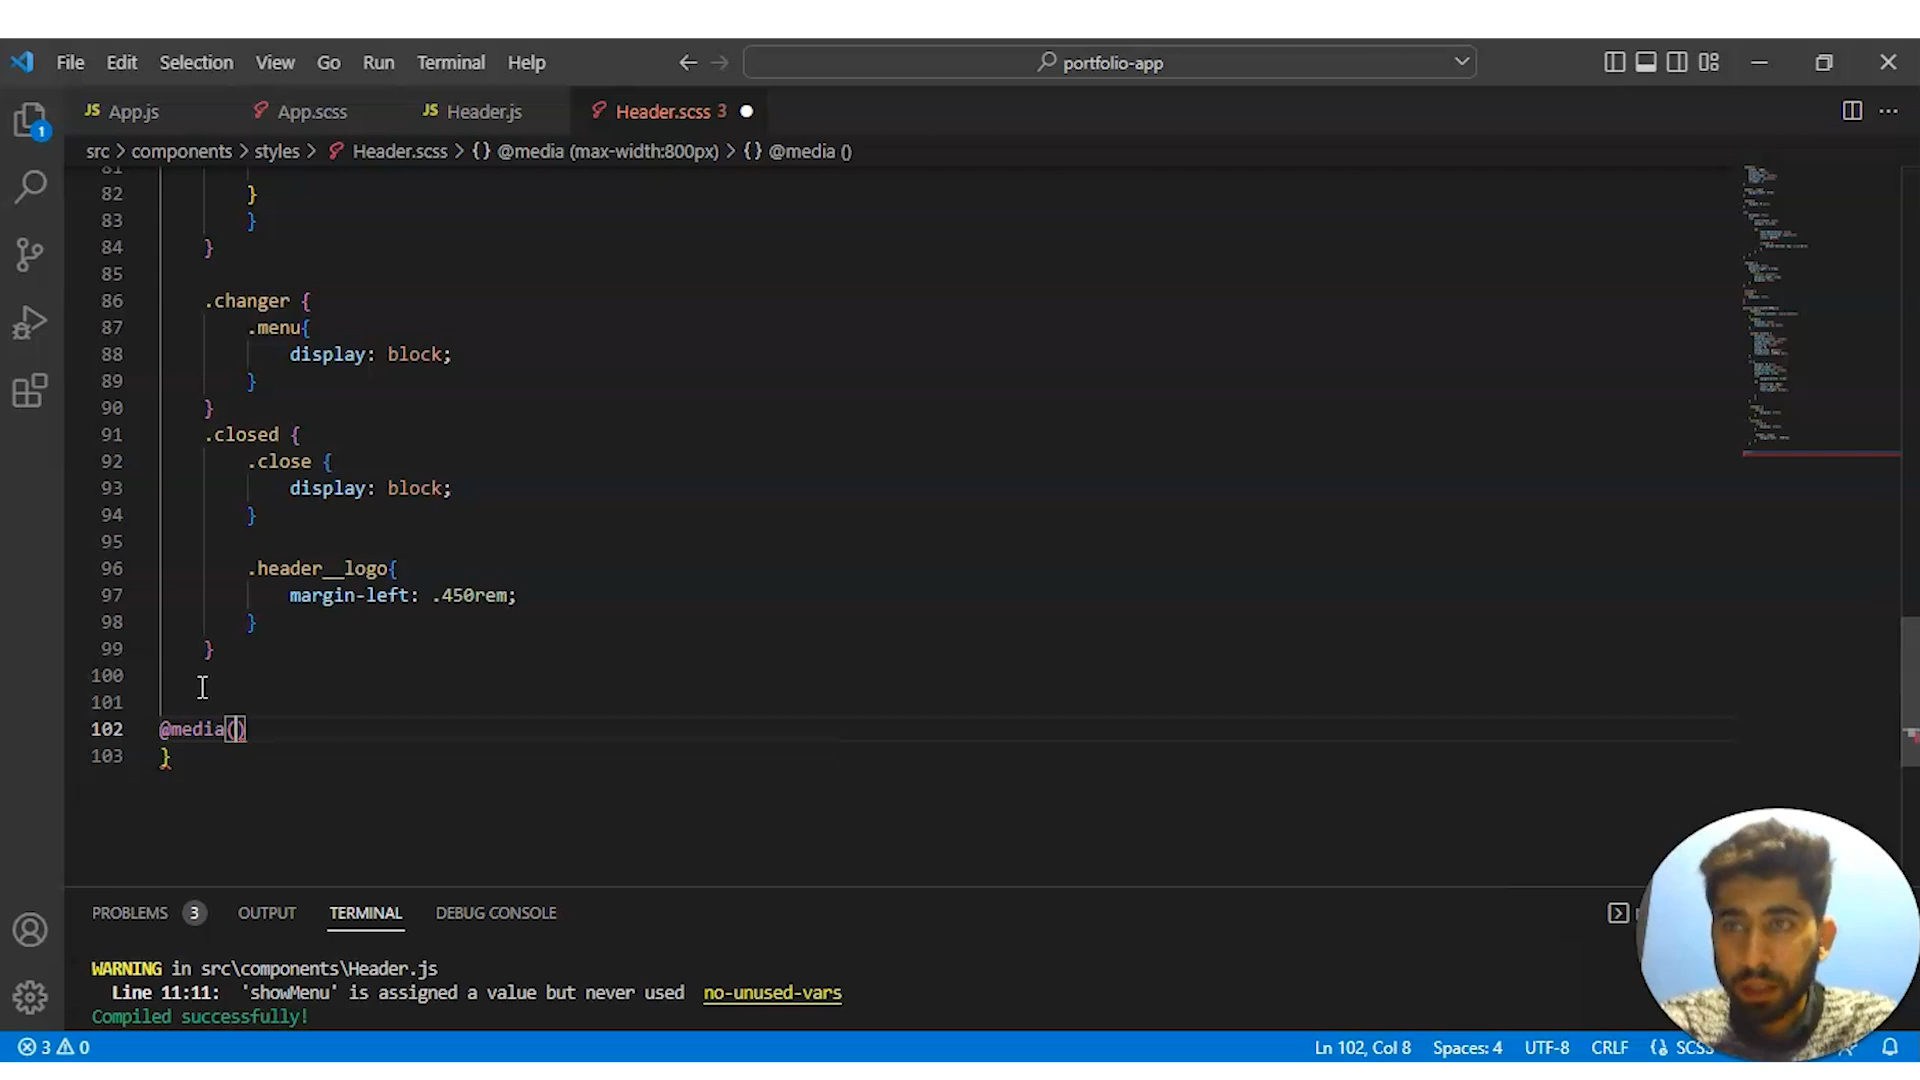 File Edit Selection View Go Run Terminal Help portfolio-app
JS App.js App.scss JS Header.js Header.scss 3
src > components > styles > Header.scss > {} @media (max-width:800px) > {} @media ()
1
81
82 }
83 }
84 }
85
86 .changer {
87 .menu{
88 display: block;
89 }
90 }
91 .closed {
92 .close {
93 display: block;
94 }
95
96 .header__logo{
97 margin-left: .450rem;
98 }
99 }
100
101
102 @media()
103 }
PROBLEMS 3 OUTPUT TERMINAL DEBUG CONSOLE
WARNING in src\components\Header.js
Line 11:11: 'showMenu' is assigned a value but never used no-unused-vars
Compiled successfully!
3 0 Ln 102, Col 8 Spaces: 4 UTF-8 CRLF SCSS